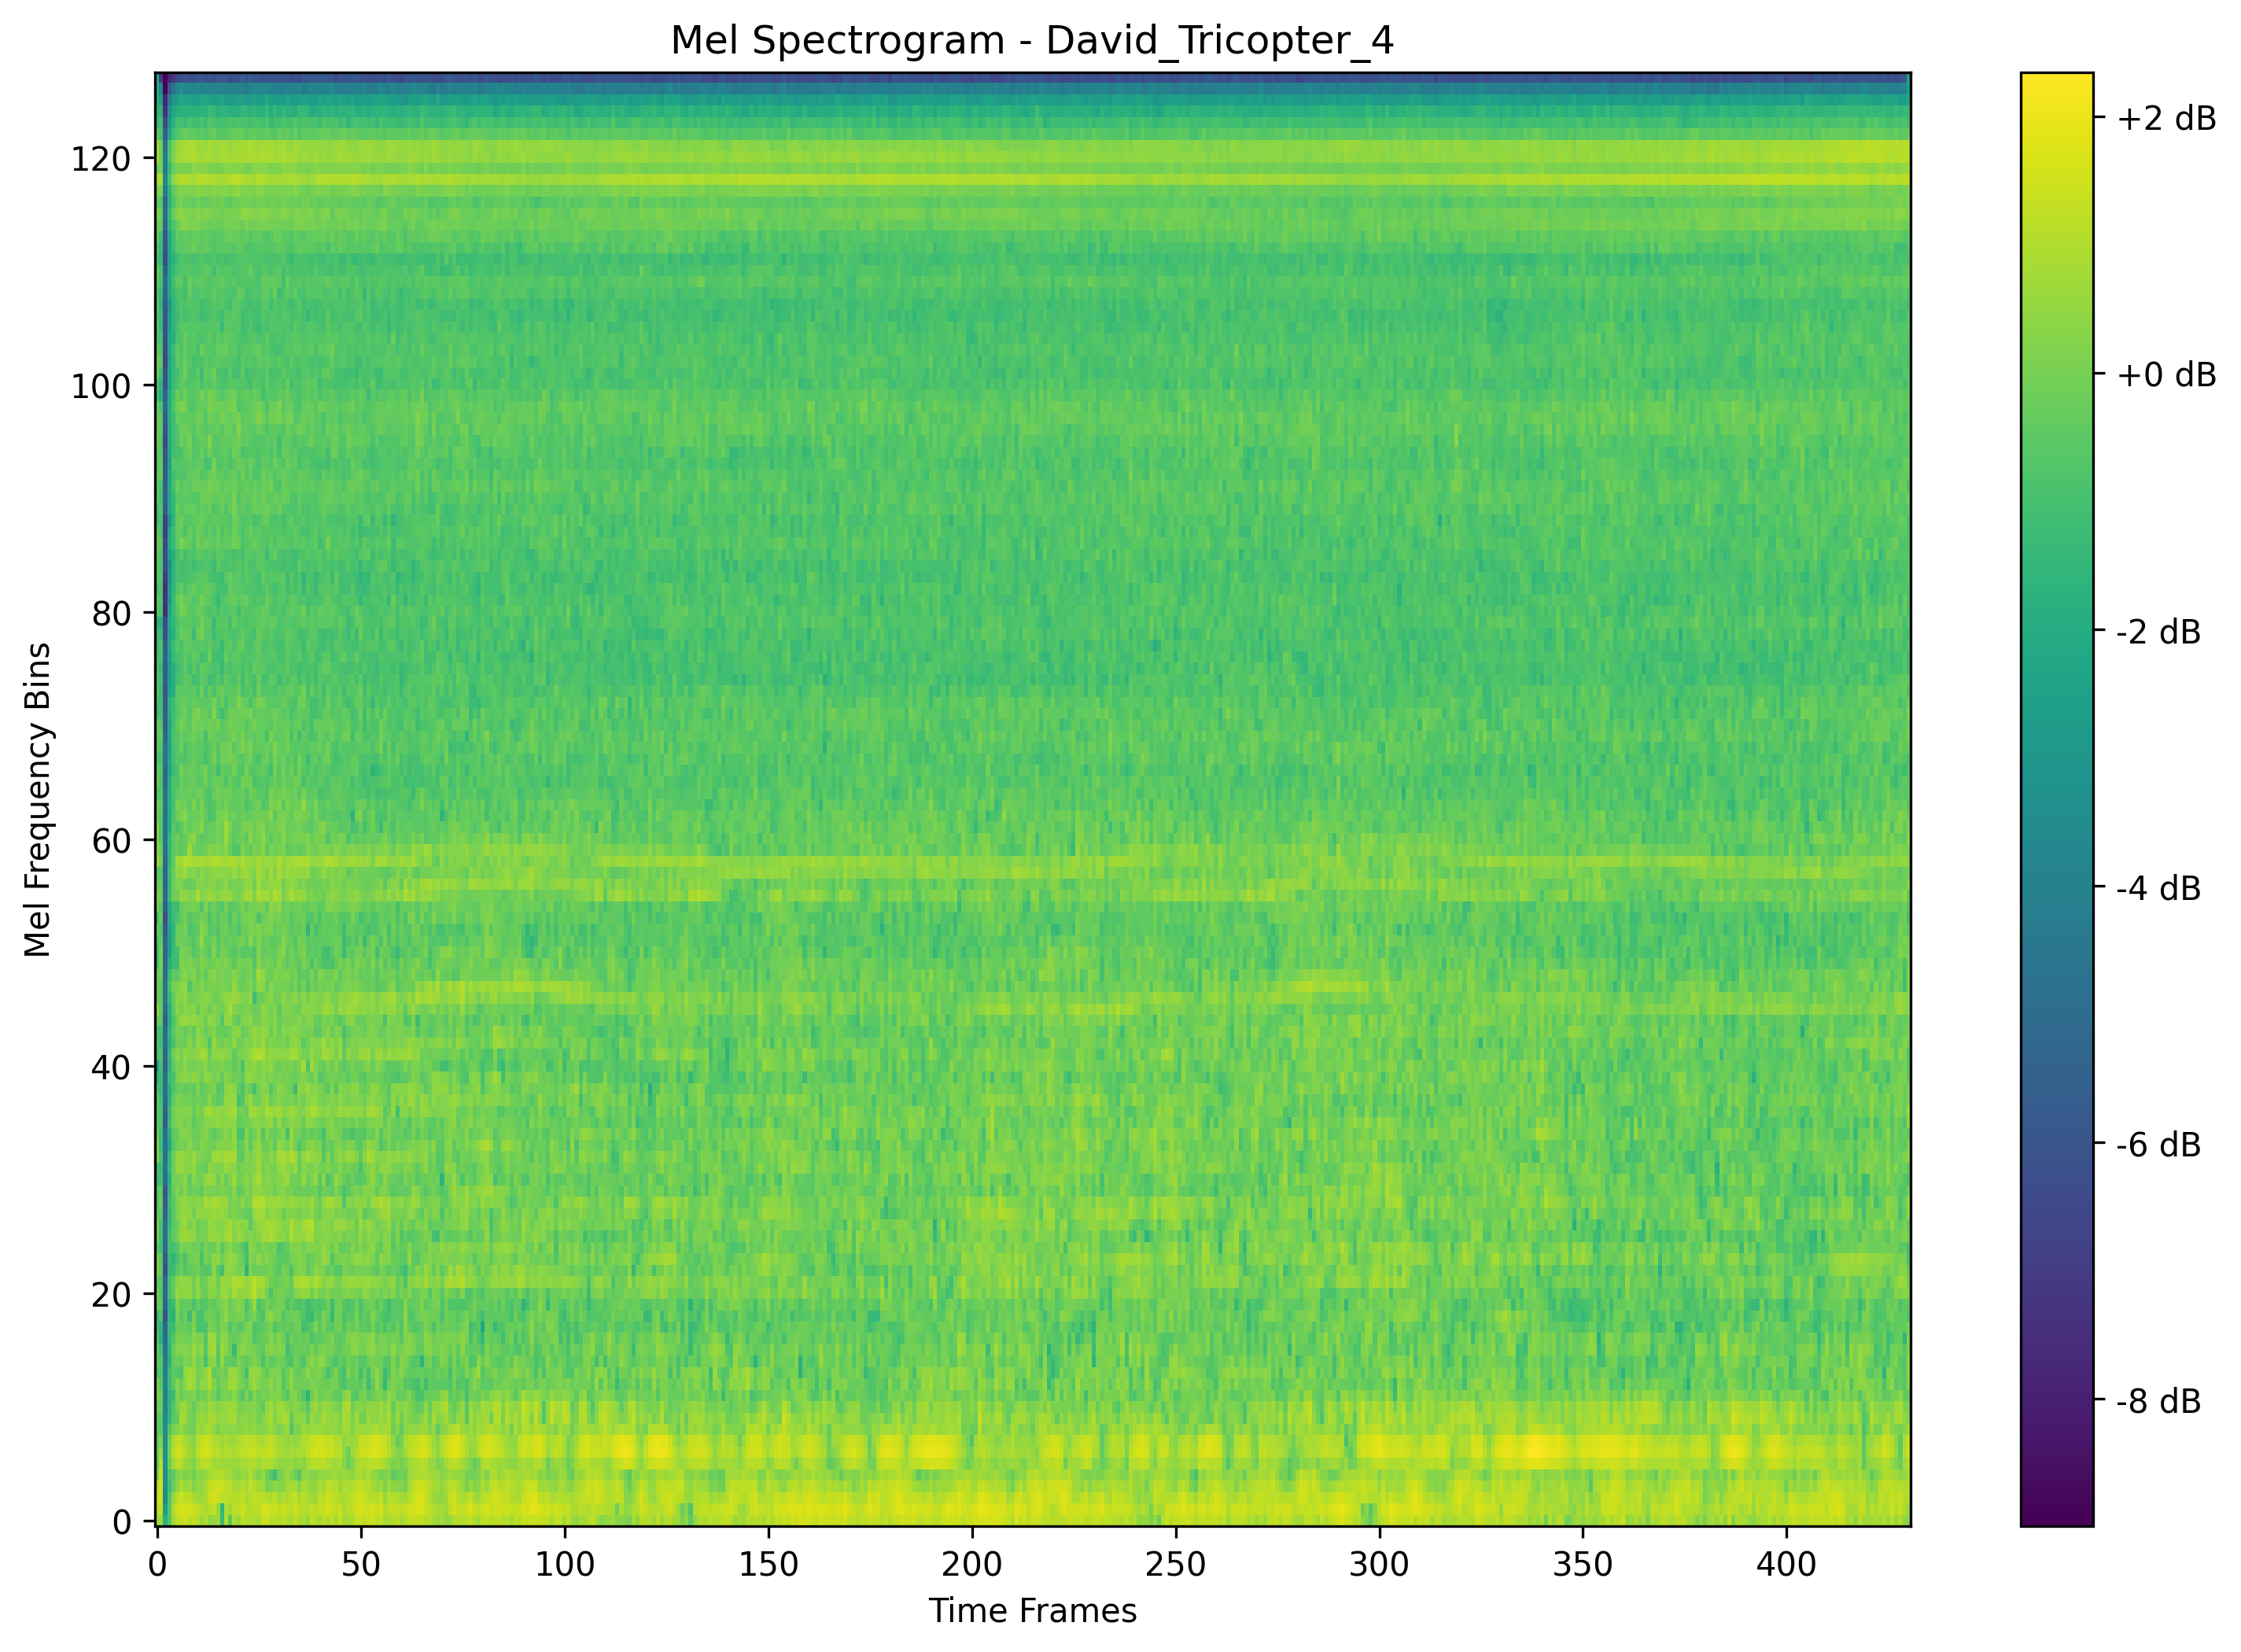 Mel Spectrogram - David_Tricopter_4
Mel Frequency Bins
120
100
80
60
40
20
0
0 50 100 150 200 250 300 350 400
Time Frames
+2 dB
+0 dB
-2 dB
-4 dB
-6 dB
-8 dB